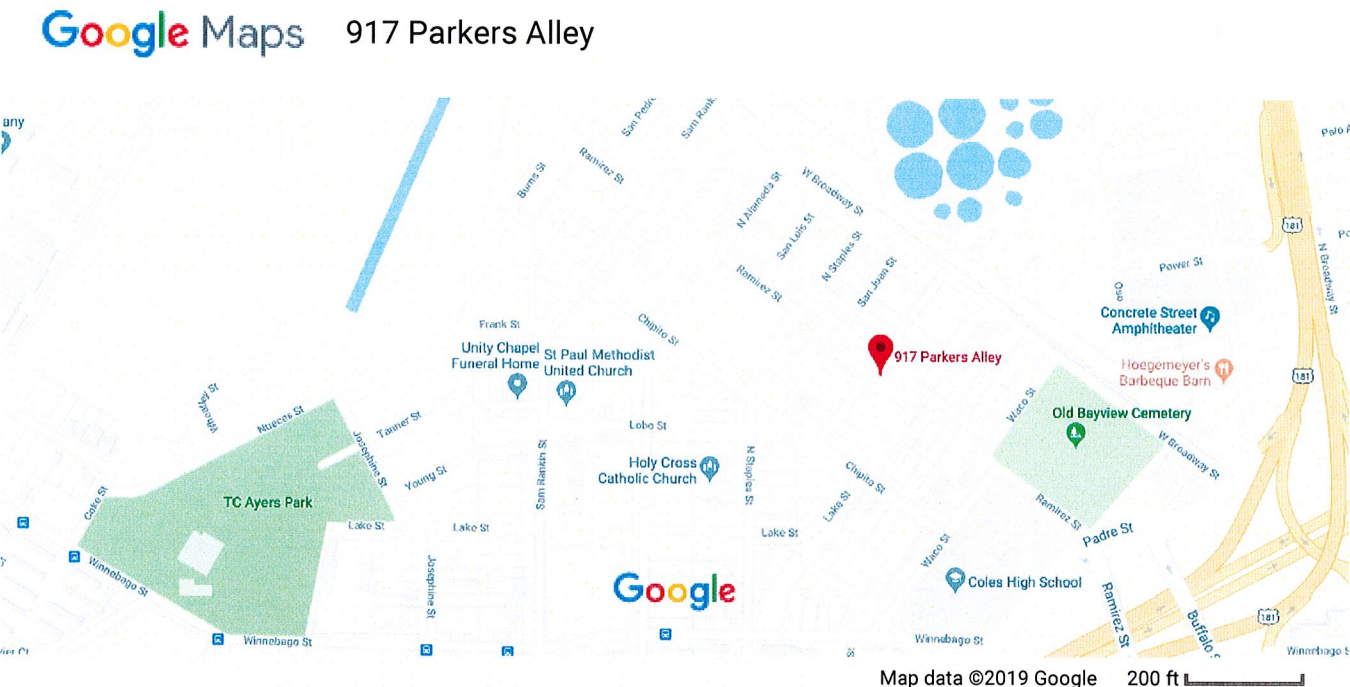 Google Maps 917 Parkers Alley
any
San Pedro
Sam Rank
Burns St
Ramirez St
N Alameda St
W Broadway St
San Luis St
N Staples St
San Juan St
Ramirez St
Palo
181
N Broadway St
Power St
Oso
Concrete Street
Amphitheater
Hoegemeyer's
Barbeque Barn
181
Frank St
Chipito St
Unity Chapel
Funeral Home
St Paul Methodist
United Church
917 Parkers Alley
Waco St
Old Bayview Cemetery
W Broadway St
Wheatley St
Nueces St
Tanner St
Josephine St
Young St
Lobo St
Holy Cross
Catholic Church
Sam Rankin St
N Staples St
Chipito St
Lake St
TC Ayers Park
Coke St
Lake St
Lake St
Lake St
Ramirez St
Padre St
Waco St
Winnebago St
Josephine St
Google
Coles High School
Ramirez St
Buffalo
181
Winnebago St
Winnebago St
Winnebago S
Map data ©2019 Google 200 ft